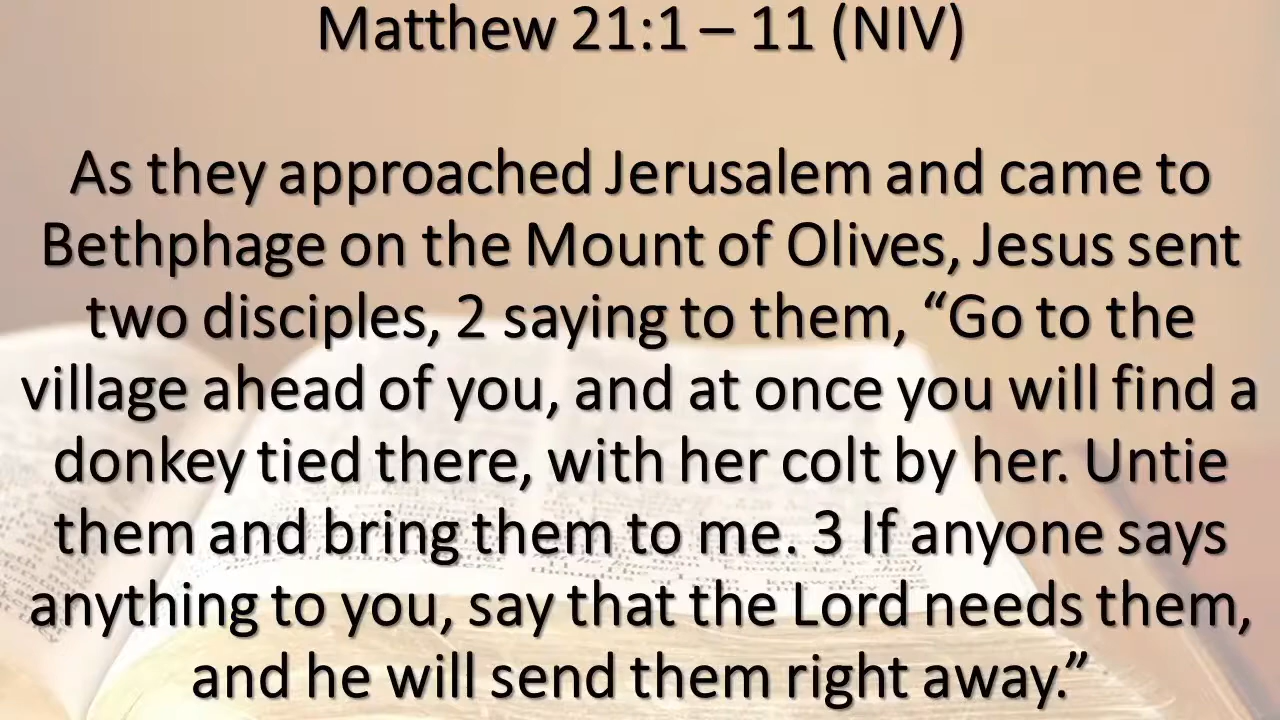 Matthew 21:1 – 11 (NIV)
As they approached Jerusalem and came to
Bethphage on the Mount of Olives, Jesus sent
two disciples, 2 saying to them, “Go to the
village ahead of you, and at once you will find a
donkey tied there, with her colt by her. Untie
them and bring them to me. 3 If anyone says
anything to you, say that the Lord needs them,
and he will send them right away.”